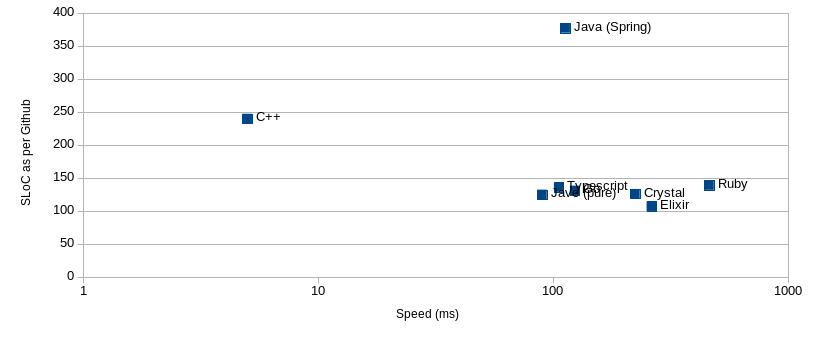 400
Java (Spring)
350
300
250
C++
200
SLoC as per Github
150
Typescript
Java (pure)
Crystal
Ruby
Elixir
100
50
0
1
10
100
1000
Speed (ms)